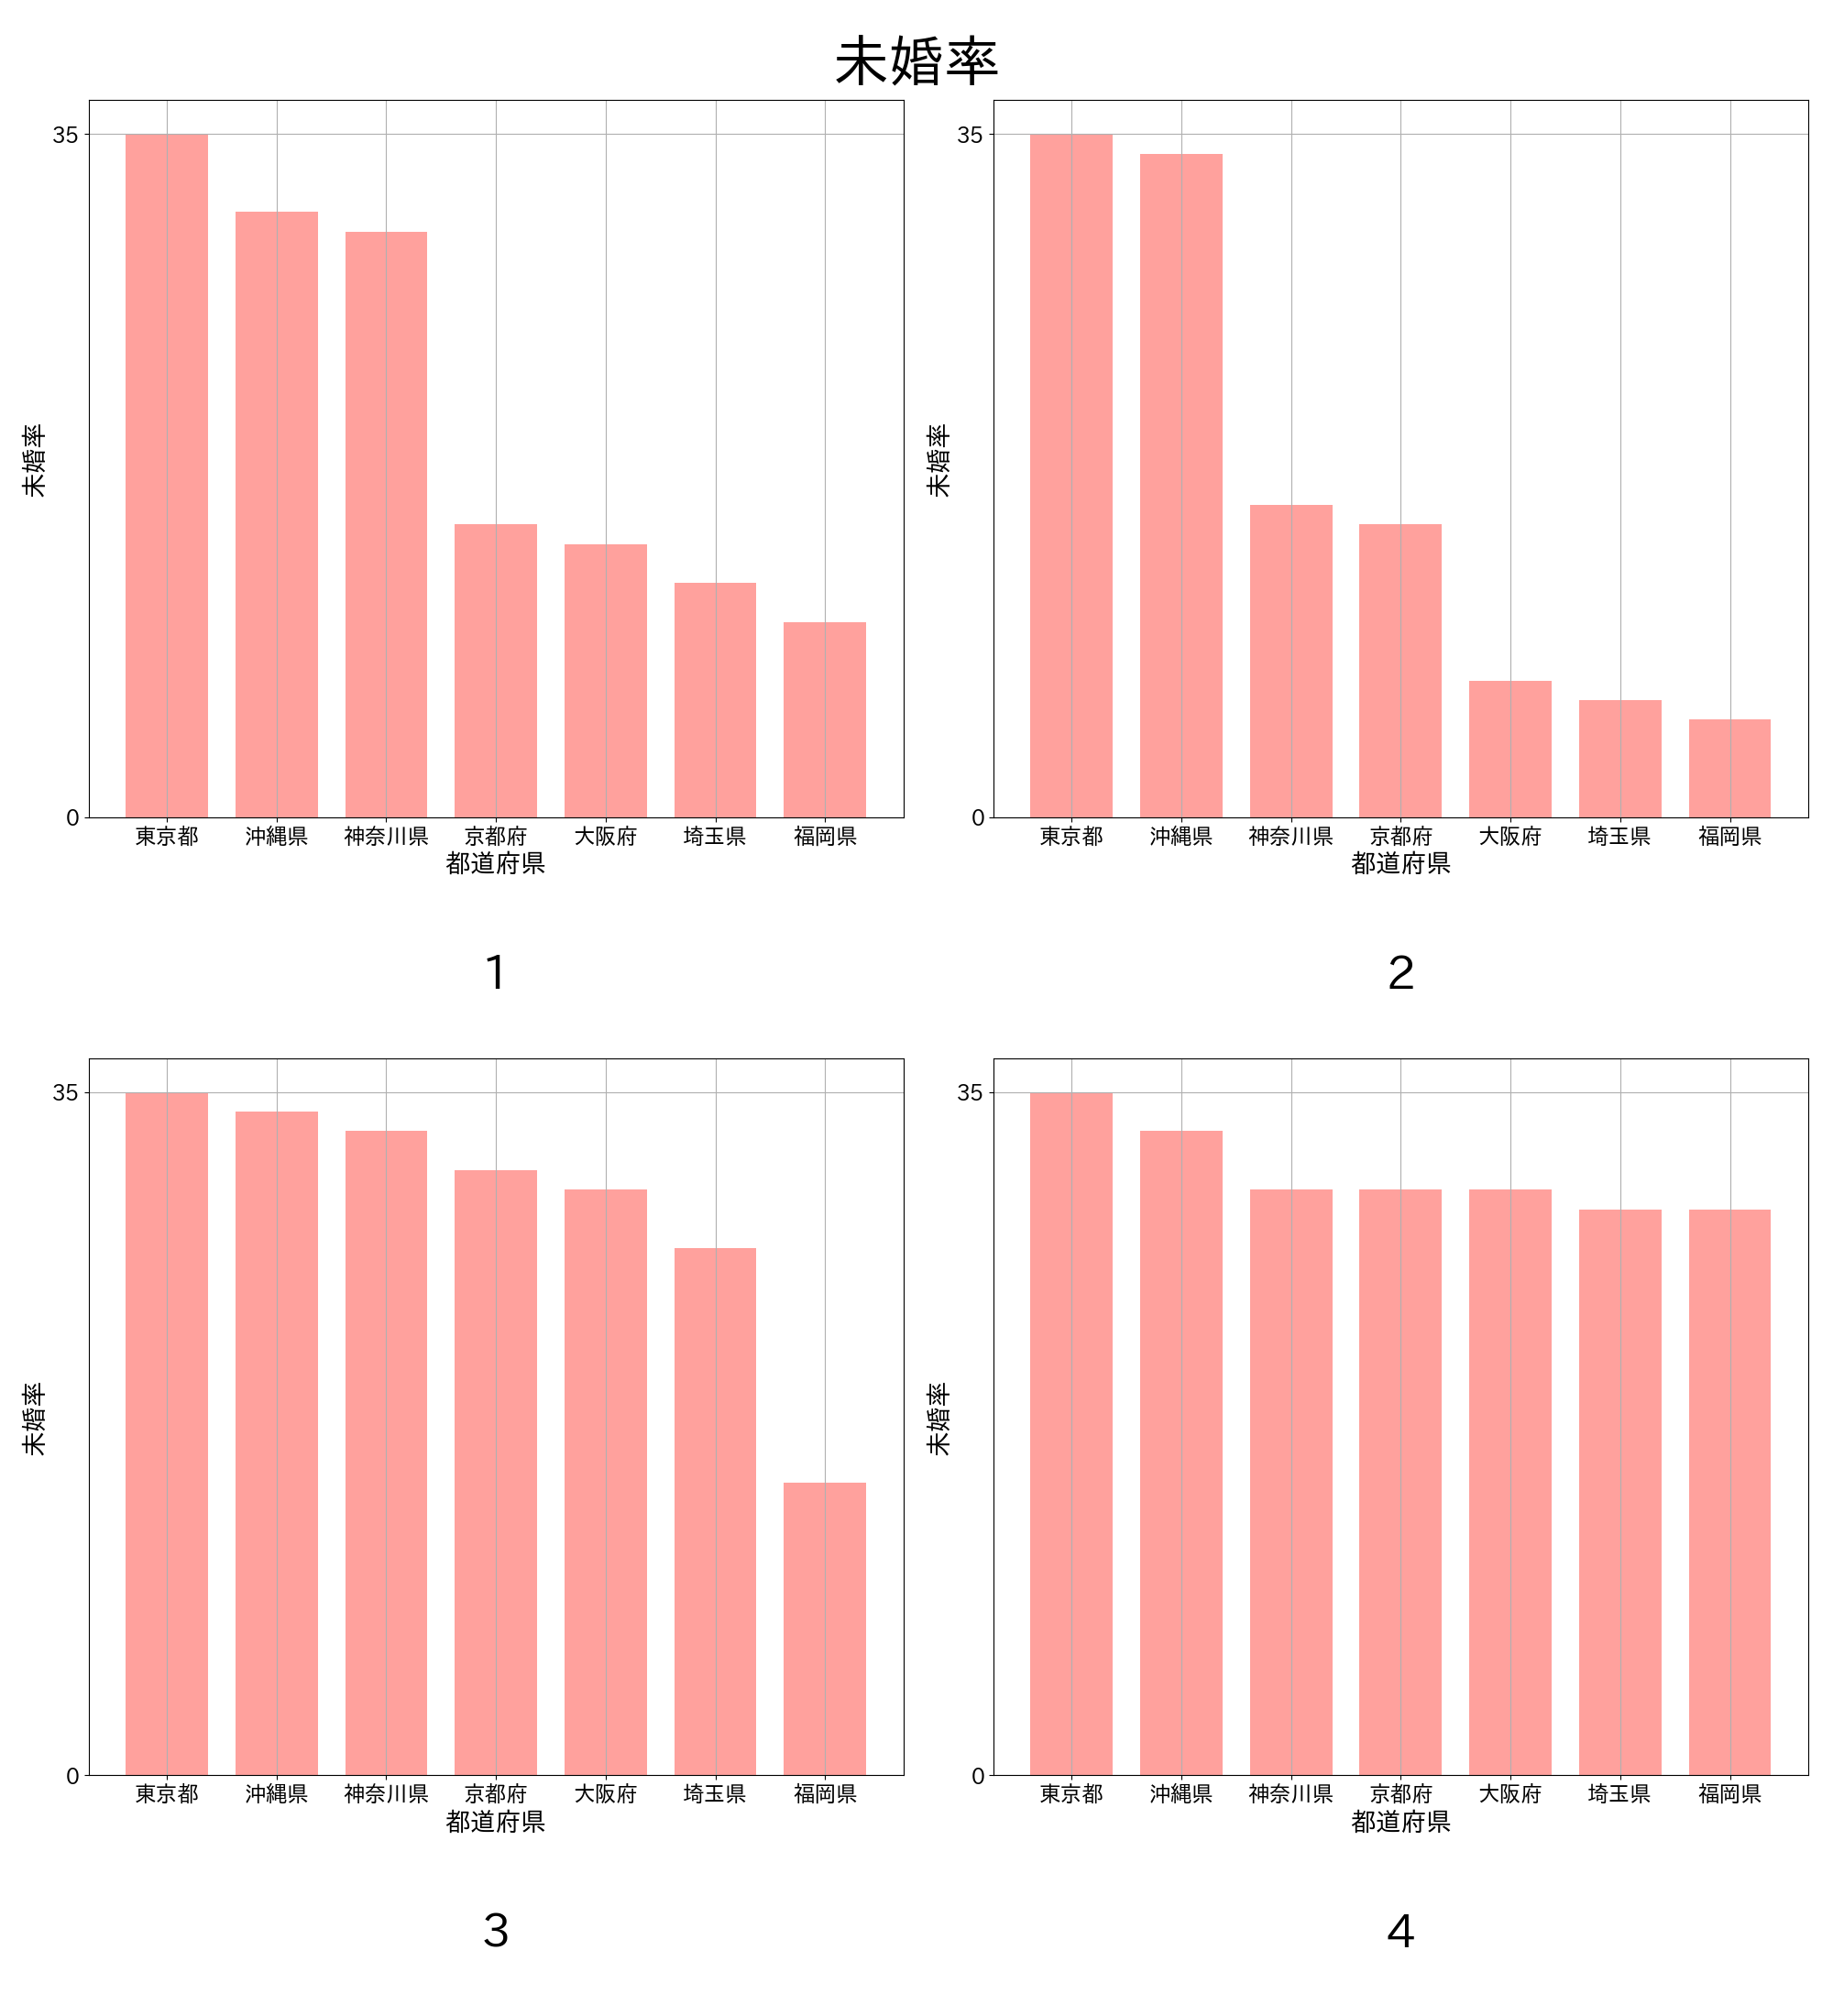 未婚率
35
0
未婚率
東京都 沖縄県 神奈川県 京都府 大阪府 埼玉県 福岡県
都道府県
1
35
0
未婚率
東京都 沖縄県 神奈川県 京都府 大阪府 埼玉県 福岡県
都道府県
2
35
0
未婚率
東京都 沖縄県 神奈川県 京都府 大阪府 埼玉県 福岡県
都道府県
3
35
0
未婚率
東京都 沖縄県 神奈川県 京都府 大阪府 埼玉県 福岡県
都道府県
4